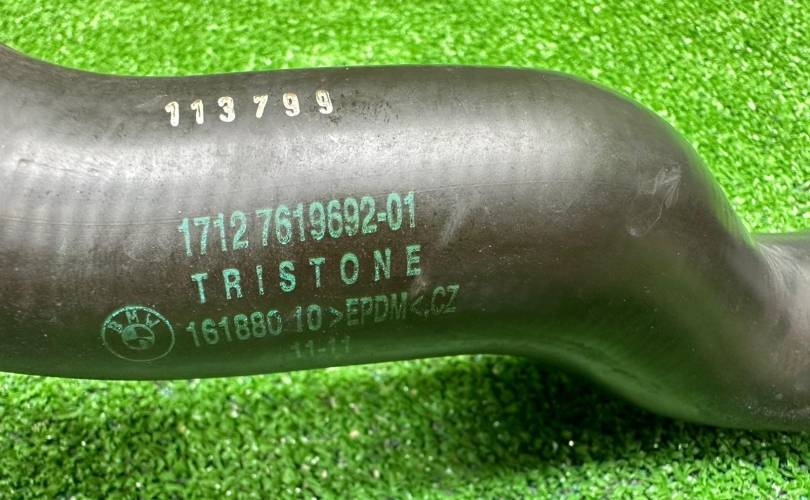 113799
1712 7619692-01
TRISTONE
BMW
161880 10 >EPDM<,CZ
11-11